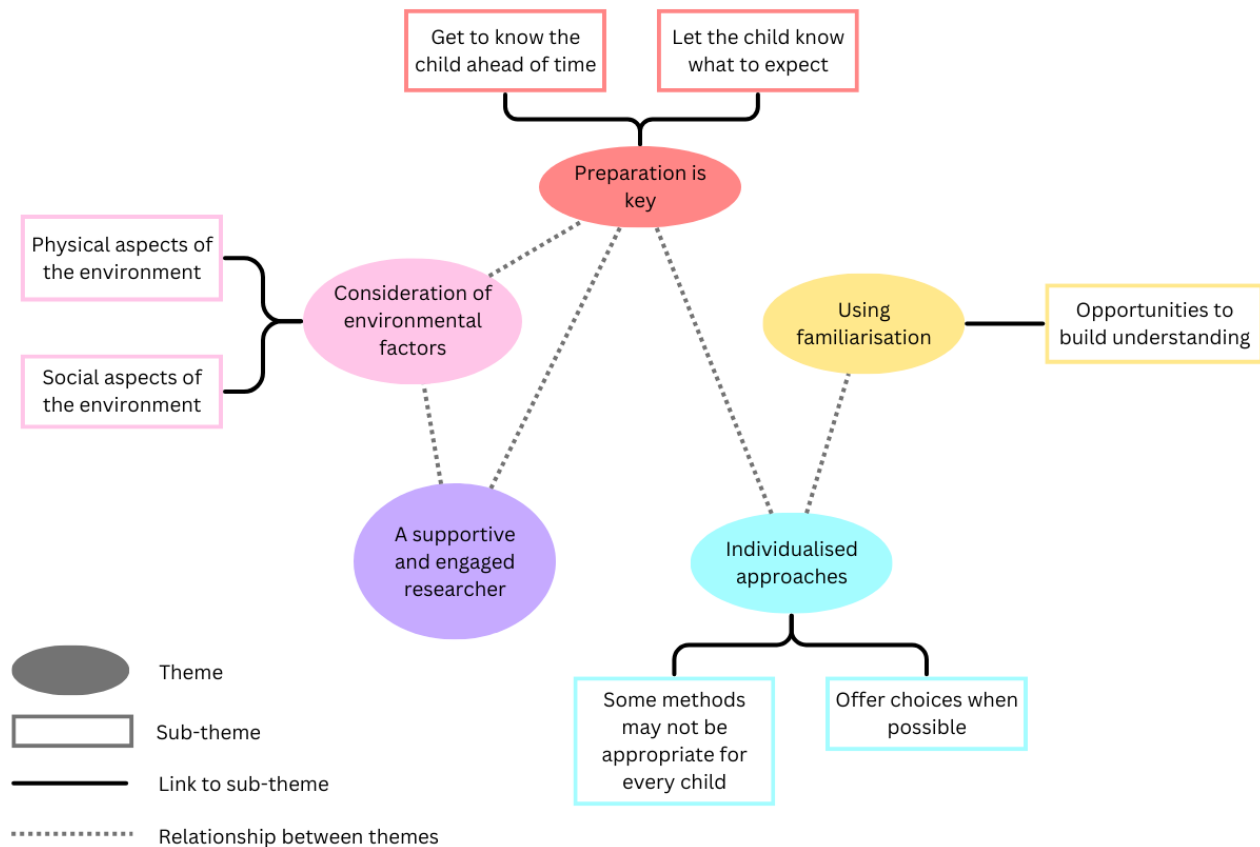 Get to know the
child ahead of time
Let the child know
what to expect
Preparation is
key
Physical aspects of
the environment
Social aspects of
the environment
Consideration of
environmental
factors
Using
familiarisation
Opportunities to
build understanding
A supportive
and engaged
researcher
Individualised
approaches
Some methods
may not be
appropriate for
every child
Offer choices when
possible
Theme
Sub-theme
Link to sub-theme
Relationship between themes